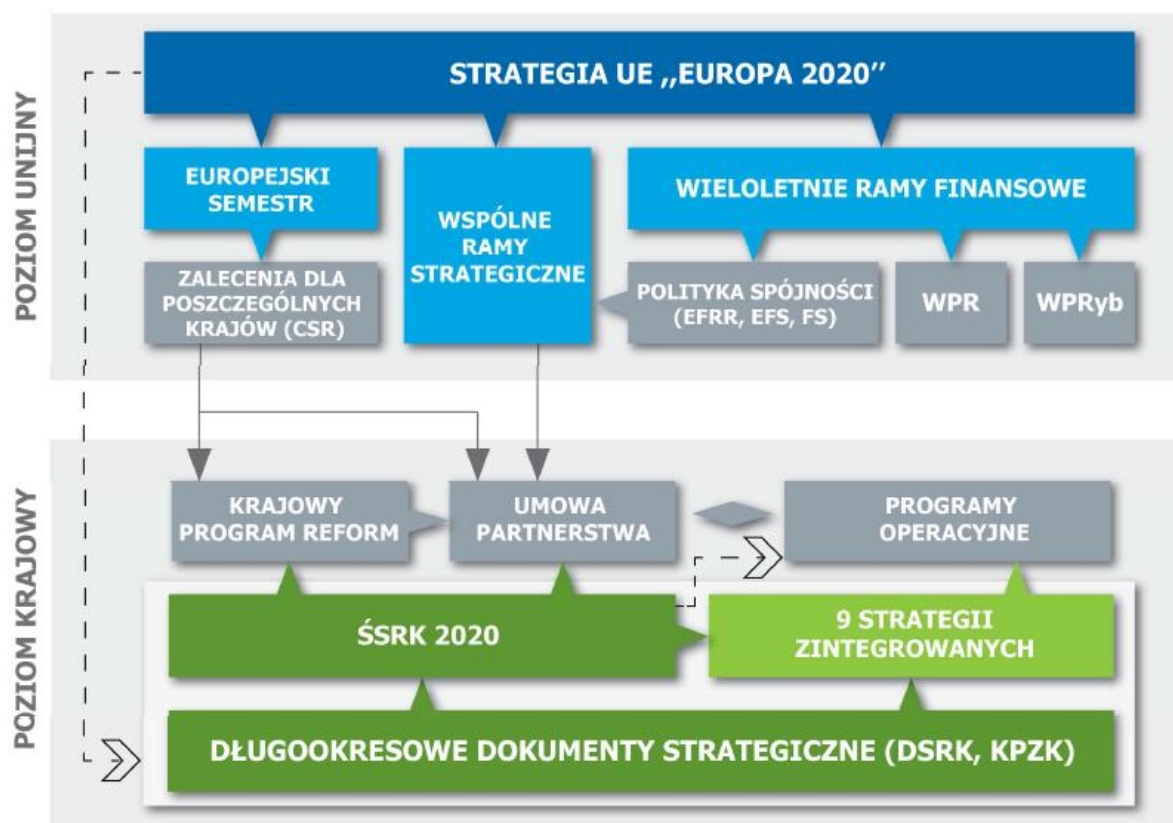 POZIOM UNIJNY
STRATEGIA UE „EUROPA 2020”
EUROPEJSKI
SEMESTR
WSPÓLNE
RAMY
STRATEGICZNE
WIELOLETNIE RAMY FINANSOWE
ZALECENIA DLA
POSZCZEGÓLNYCH
KRAJÓW (CSR)
POLITYKA SPÓJNOŚCI
(EFRR, EFS, FS)
WPR
WPRyb
POZIOM KRAJOWY
KRAJOWY
PROGRAM REFORM
UMOWA
PARTNERSTWA
PROGRAMY
OPERACYJNE
ŚSRK 2020
9 STRATEGII
ZINTEGROWANYCH
DŁUGOOKRESOWE DOKUMENTY STRATEGICZNE (DSRK, KPZK)